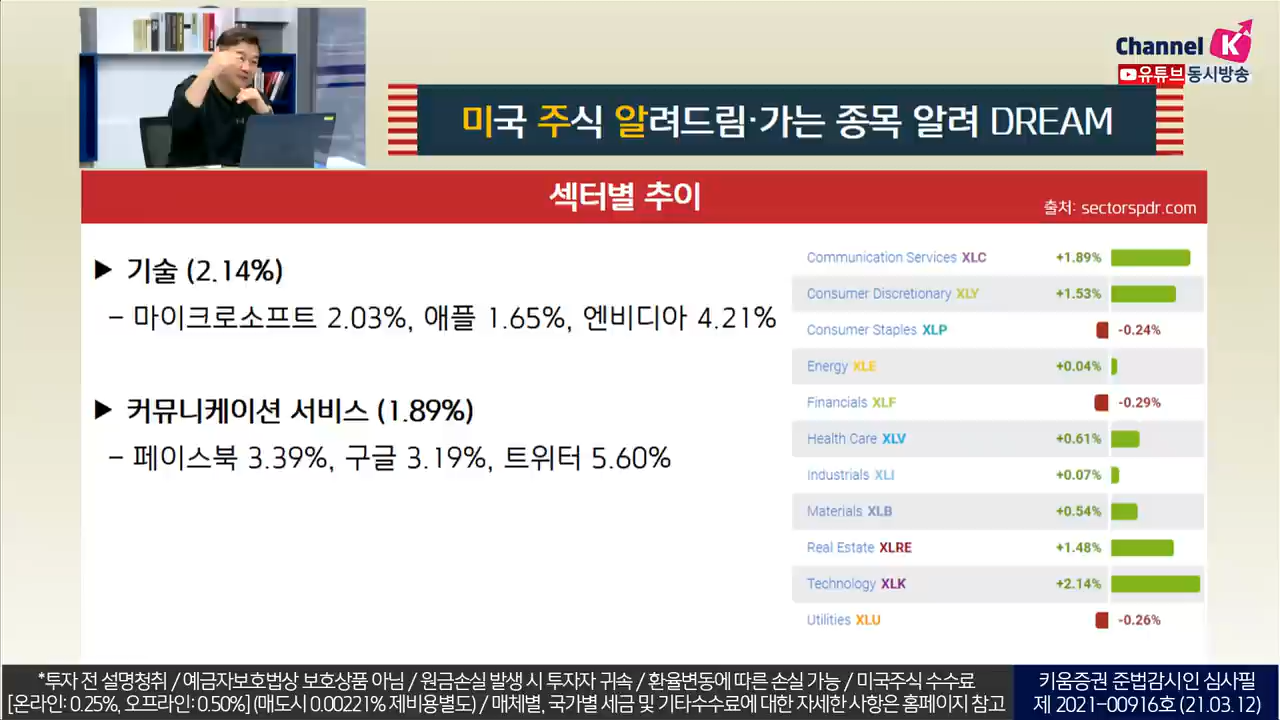 Channel K
유튜브 동시방송
미국 주식 알려드림·가는 종목 알려 DREAM
섹터별 추이
출처: sectorspdr.com
▶ 기술 (2.14%)
– 마이크로소프트 2.03%, 애플 1.65%, 엔비디아 4.21%
▶ 커뮤니케이션 서비스 (1.89%)
– 페이스북 3.39%, 구글 3.19%, 트위터 5.60%
Communication Services XLC +1.89%
Consumer Discretionary XLY +1.53%
Consumer Staples XLP -0.24%
Energy XLE +0.04%
Financials XLF -0.29%
Health Care XLV +0.61%
Industrials XLI +0.07%
Materials XLB +0.54%
Real Estate XLRE +1.48%
Technology XLK +2.14%
Utilities XLU -0.26%
*투자 전 설명청취 / 예금자보호법상 보호상품 아님 / 원금손실 발생 시 투자자 귀속 / 환율변동에 따른 손실 가능 / 미국주식 수수료
[온라인: 0.25%, 오프라인: 0.50%] (매도시 0.00221% 제비용별도) / 매체별, 국가별 세금 및 기타수수료에 대한 자세한 사항은 홈페이지 참고
키움증권 준법감시인 심사필
제 2021-00916호 (21.03.12)